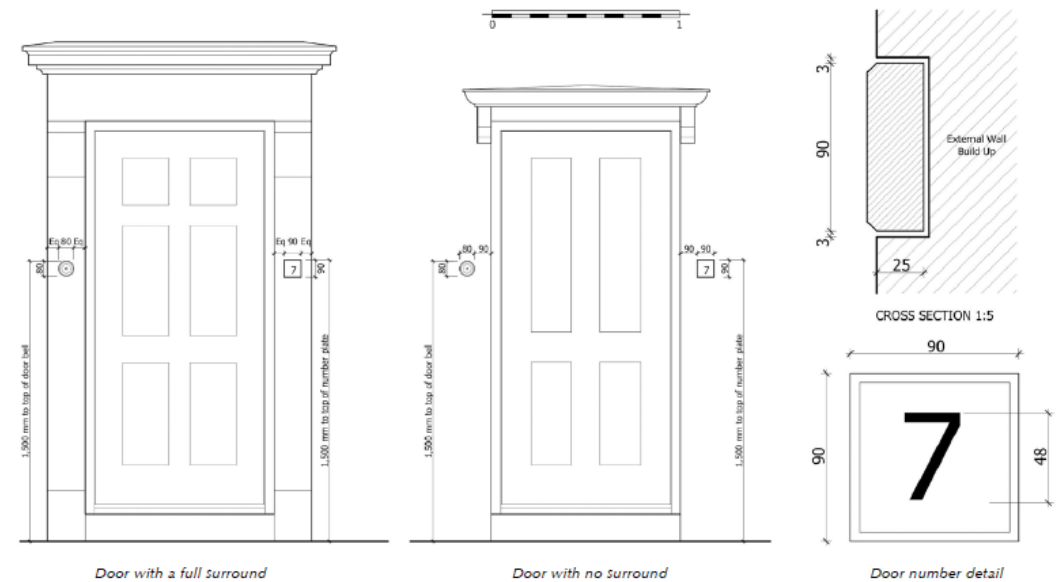 0 1
Eq 80 Eq
80
1,500 mm to top of door bell
Eq 90 Eq
7
90
1,500 mm to top of number plate
Door with a full surround
80 90
80
1,500 mm to top of door bell
90 90
7
90
1,500 mm to top of number plate
Door with no surround
3
90
3
25
External Wall
Build Up
CROSS SECTION 1:5
90
90
7
48
Door number detail